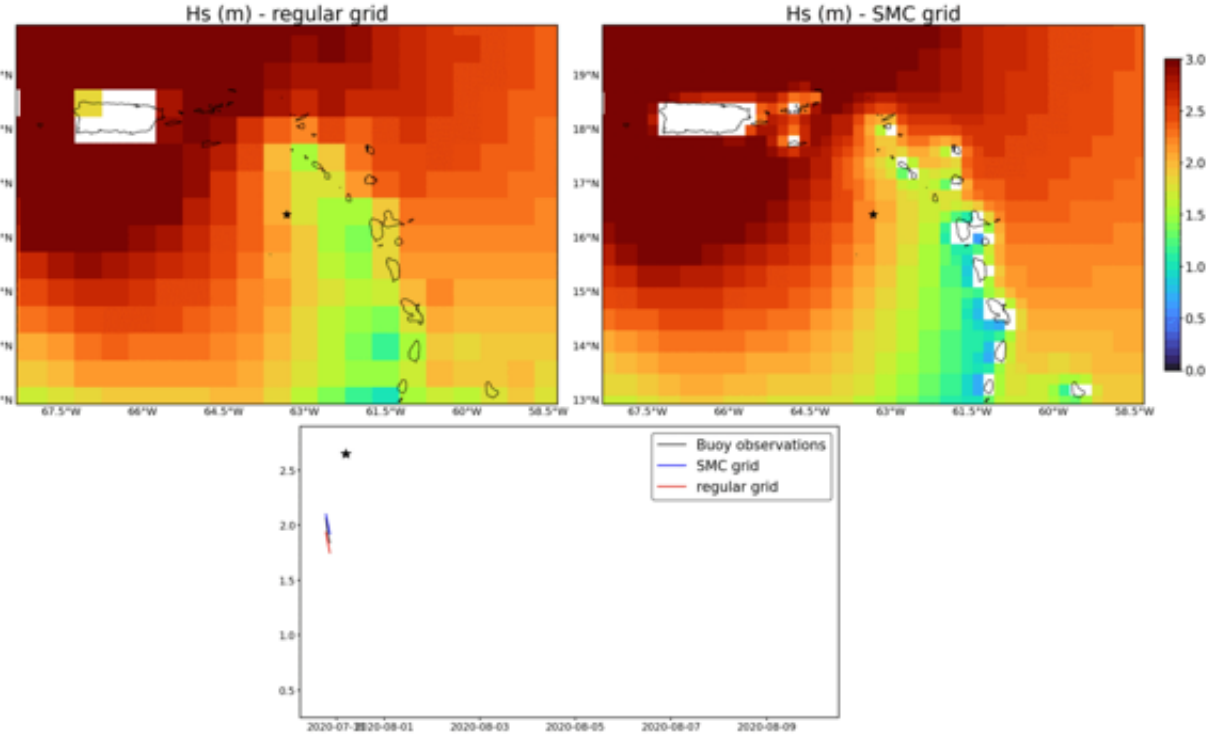 Hs (m) - regular grid
Hs (m) - SMC grid
°N
°N
°N
°N
°N
°N
°N
67.5°W 66°W 64.5°W 63°W 61.5°W 60°W 58.5°W
19°N
18°N
17°N
16°N
15°N
14°N
13°N
67.5°W 66°W 64.5°W 63°W 61.5°W 60°W 58.5°W
3.0
2.5
2.0
1.5
1.0
0.5
0.0
Buoy observations
SMC grid
regular grid
2.5
2.0
1.5
1.0
0.5
2020-08-01 2020-08-03 2020-08-05 2020-08-07 2020-08-09